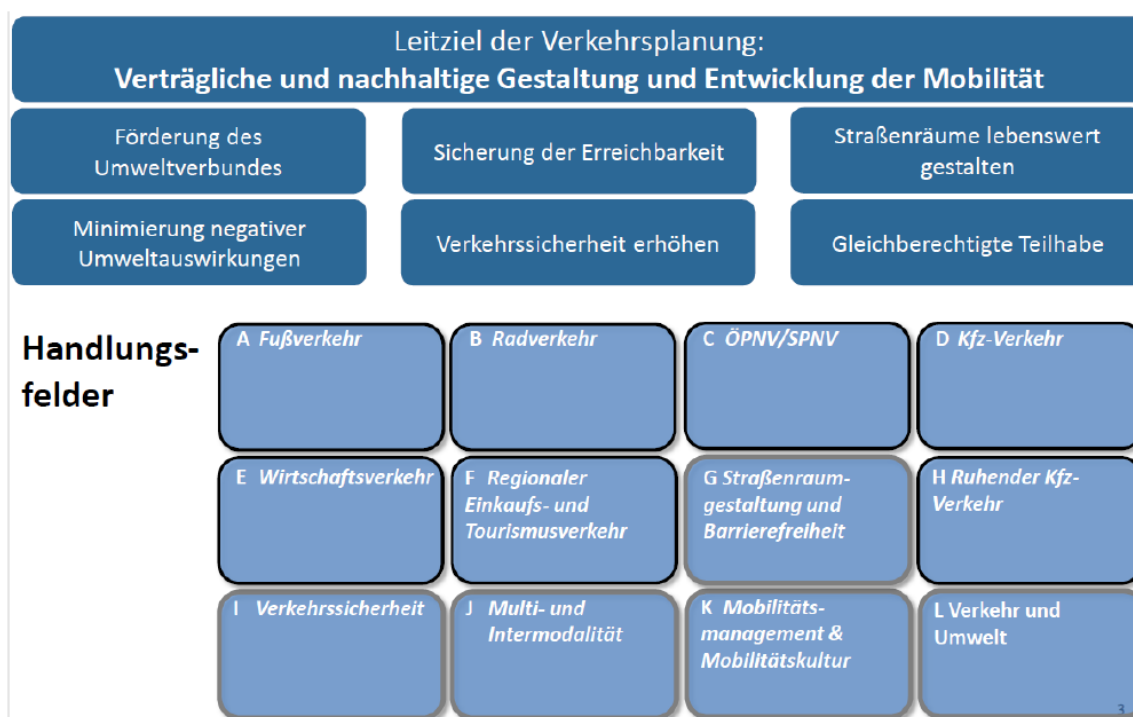 Leitziel der Verkehrsplanung:
Verträgliche und nachhaltige Gestaltung und Entwicklung der Mobilität
Förderung des
Umweltverbundes
Sicherung der Erreichbarkeit
Straßenräume lebenswert
gestalten
Minimierung negativer
Umweltauswirkungen
Verkehrssicherheit erhöhen
Gleichberechtigte Teilhabe
Handlungs-
felder
A Fußverkehr
B Radverkehr
C ÖPNV/SPNV
D Kfz-Verkehr
E Wirtschaftsverkehr
F Regionaler
Einkaufs- und
Tourismusverkehr
G Straßenraum-
gestaltung und
Barrierefreiheit
H Ruhender Kfz-
Verkehr
I Verkehrssicherheit
J Multi- und
Intermodalität
K Mobilitäts-
management &
Mobilitätskultur
L Verkehr und
Umwelt
3